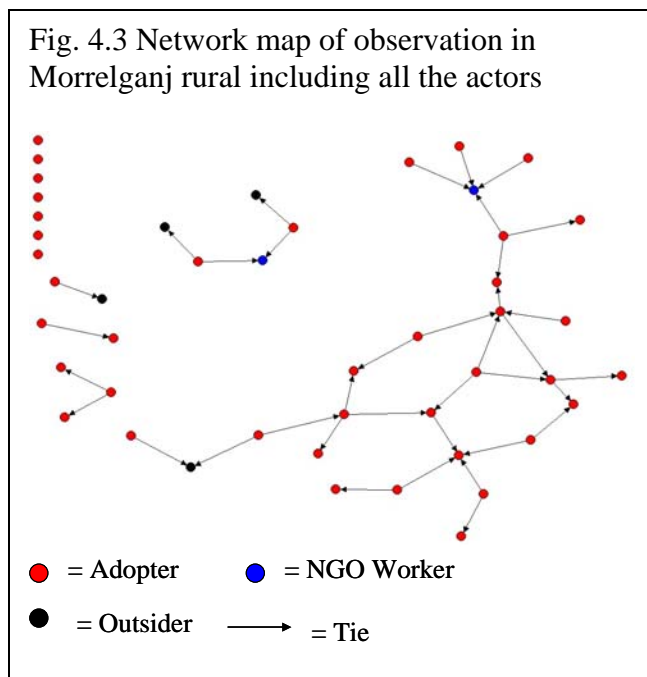 Fig. 4.3 Network map of observation in
Morrelganj rural including all the actors
= Adopter = NGO Worker
= Outsider = Tie